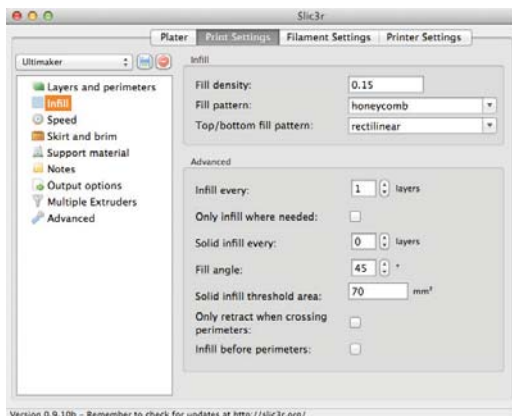 Slic3r
Plater Print Settings Filament Settings Printer Settings
Ultimaker
Layers and perimeters
Infill
Speed
Skirt and brim
Support material
Notes
Output options
Multiple Extruders
Advanced
Infill
Fill density: 0.15
Fill pattern: honeycomb
Top/bottom fill pattern: rectilinear
Advanced
Infill every: 1 layers
Only infill where needed:
Solid infill every: 0 layers
Fill angle: 45 °
Solid infill threshold area: 70 mm²
Only retract when crossing
perimeters:
Infill before perimeters:
Version 0.9.10b - Remember to check for updates at http://slic3r.org/